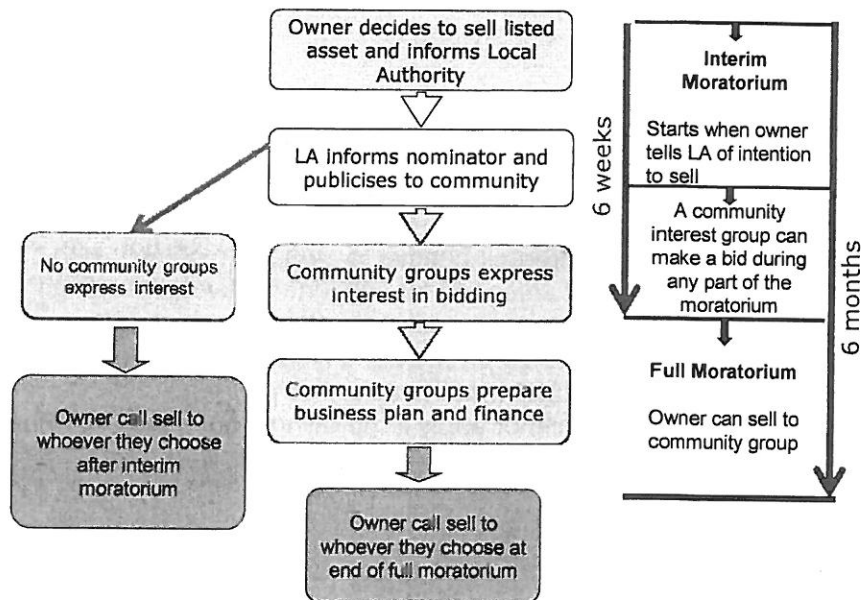 Owner decides to sell listed
asset and informs Local
Authority
LA informs nominator and
publicises to community
No community groups
express interest
Community groups express
interest in bidding
Owner call sell to
whoever they choose
after interim
moratorium
Community groups prepare
business plan and finance
Owner call sell to
whoever they choose at
end of full moratorium
6 weeks
Interim
Moratorium
Starts when owner
tells LA of intention
to sell
A community
interest group can
make a bid during
any part of the
moratorium
Full Moratorium
Owner can sell to
community group
6 months